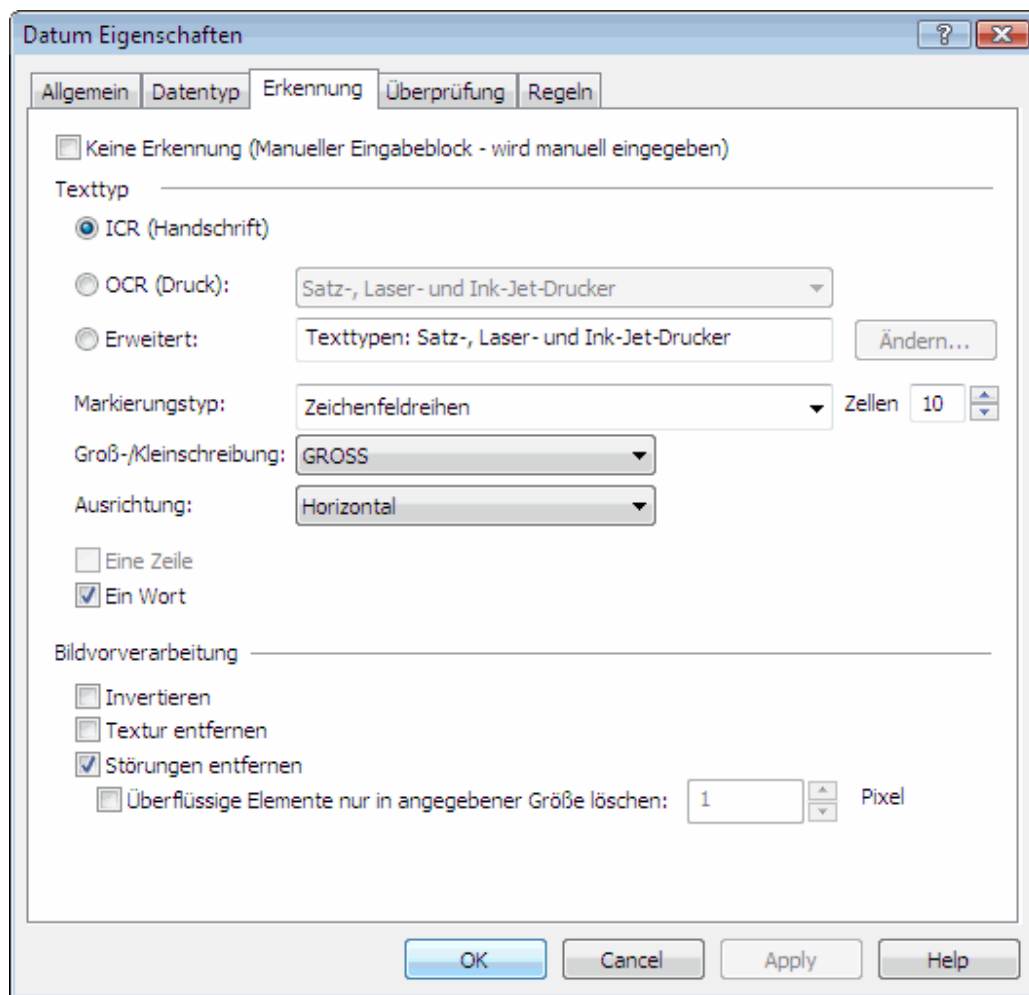 Datum Eigenschaften
Allgemein Datentyp Erkennung Überprüfung Regeln
Keine Erkennung (Manueller Eingabeblock - wird manuell eingegeben)
Texttyp
ICR (Handschrift)
OCR (Druck): Satz-, Laser- und Ink-Jet-Drucker
Erweitert: Texttypen: Satz-, Laser- und Ink-Jet-Drucker Ändern...
Markierungstyp: Zeichenfeldreihen Zellen 10
Groß-/Kleinschreibung: GROSS
Ausrichtung: Horizontal
Eine Zeile
Ein Wort
Bildvorverarbeitung
Invertieren
Textur entfernen
Störungen entfernen
Überflüssige Elemente nur in angegebener Größe löschen: 1 Pixel
OK Cancel Apply Help